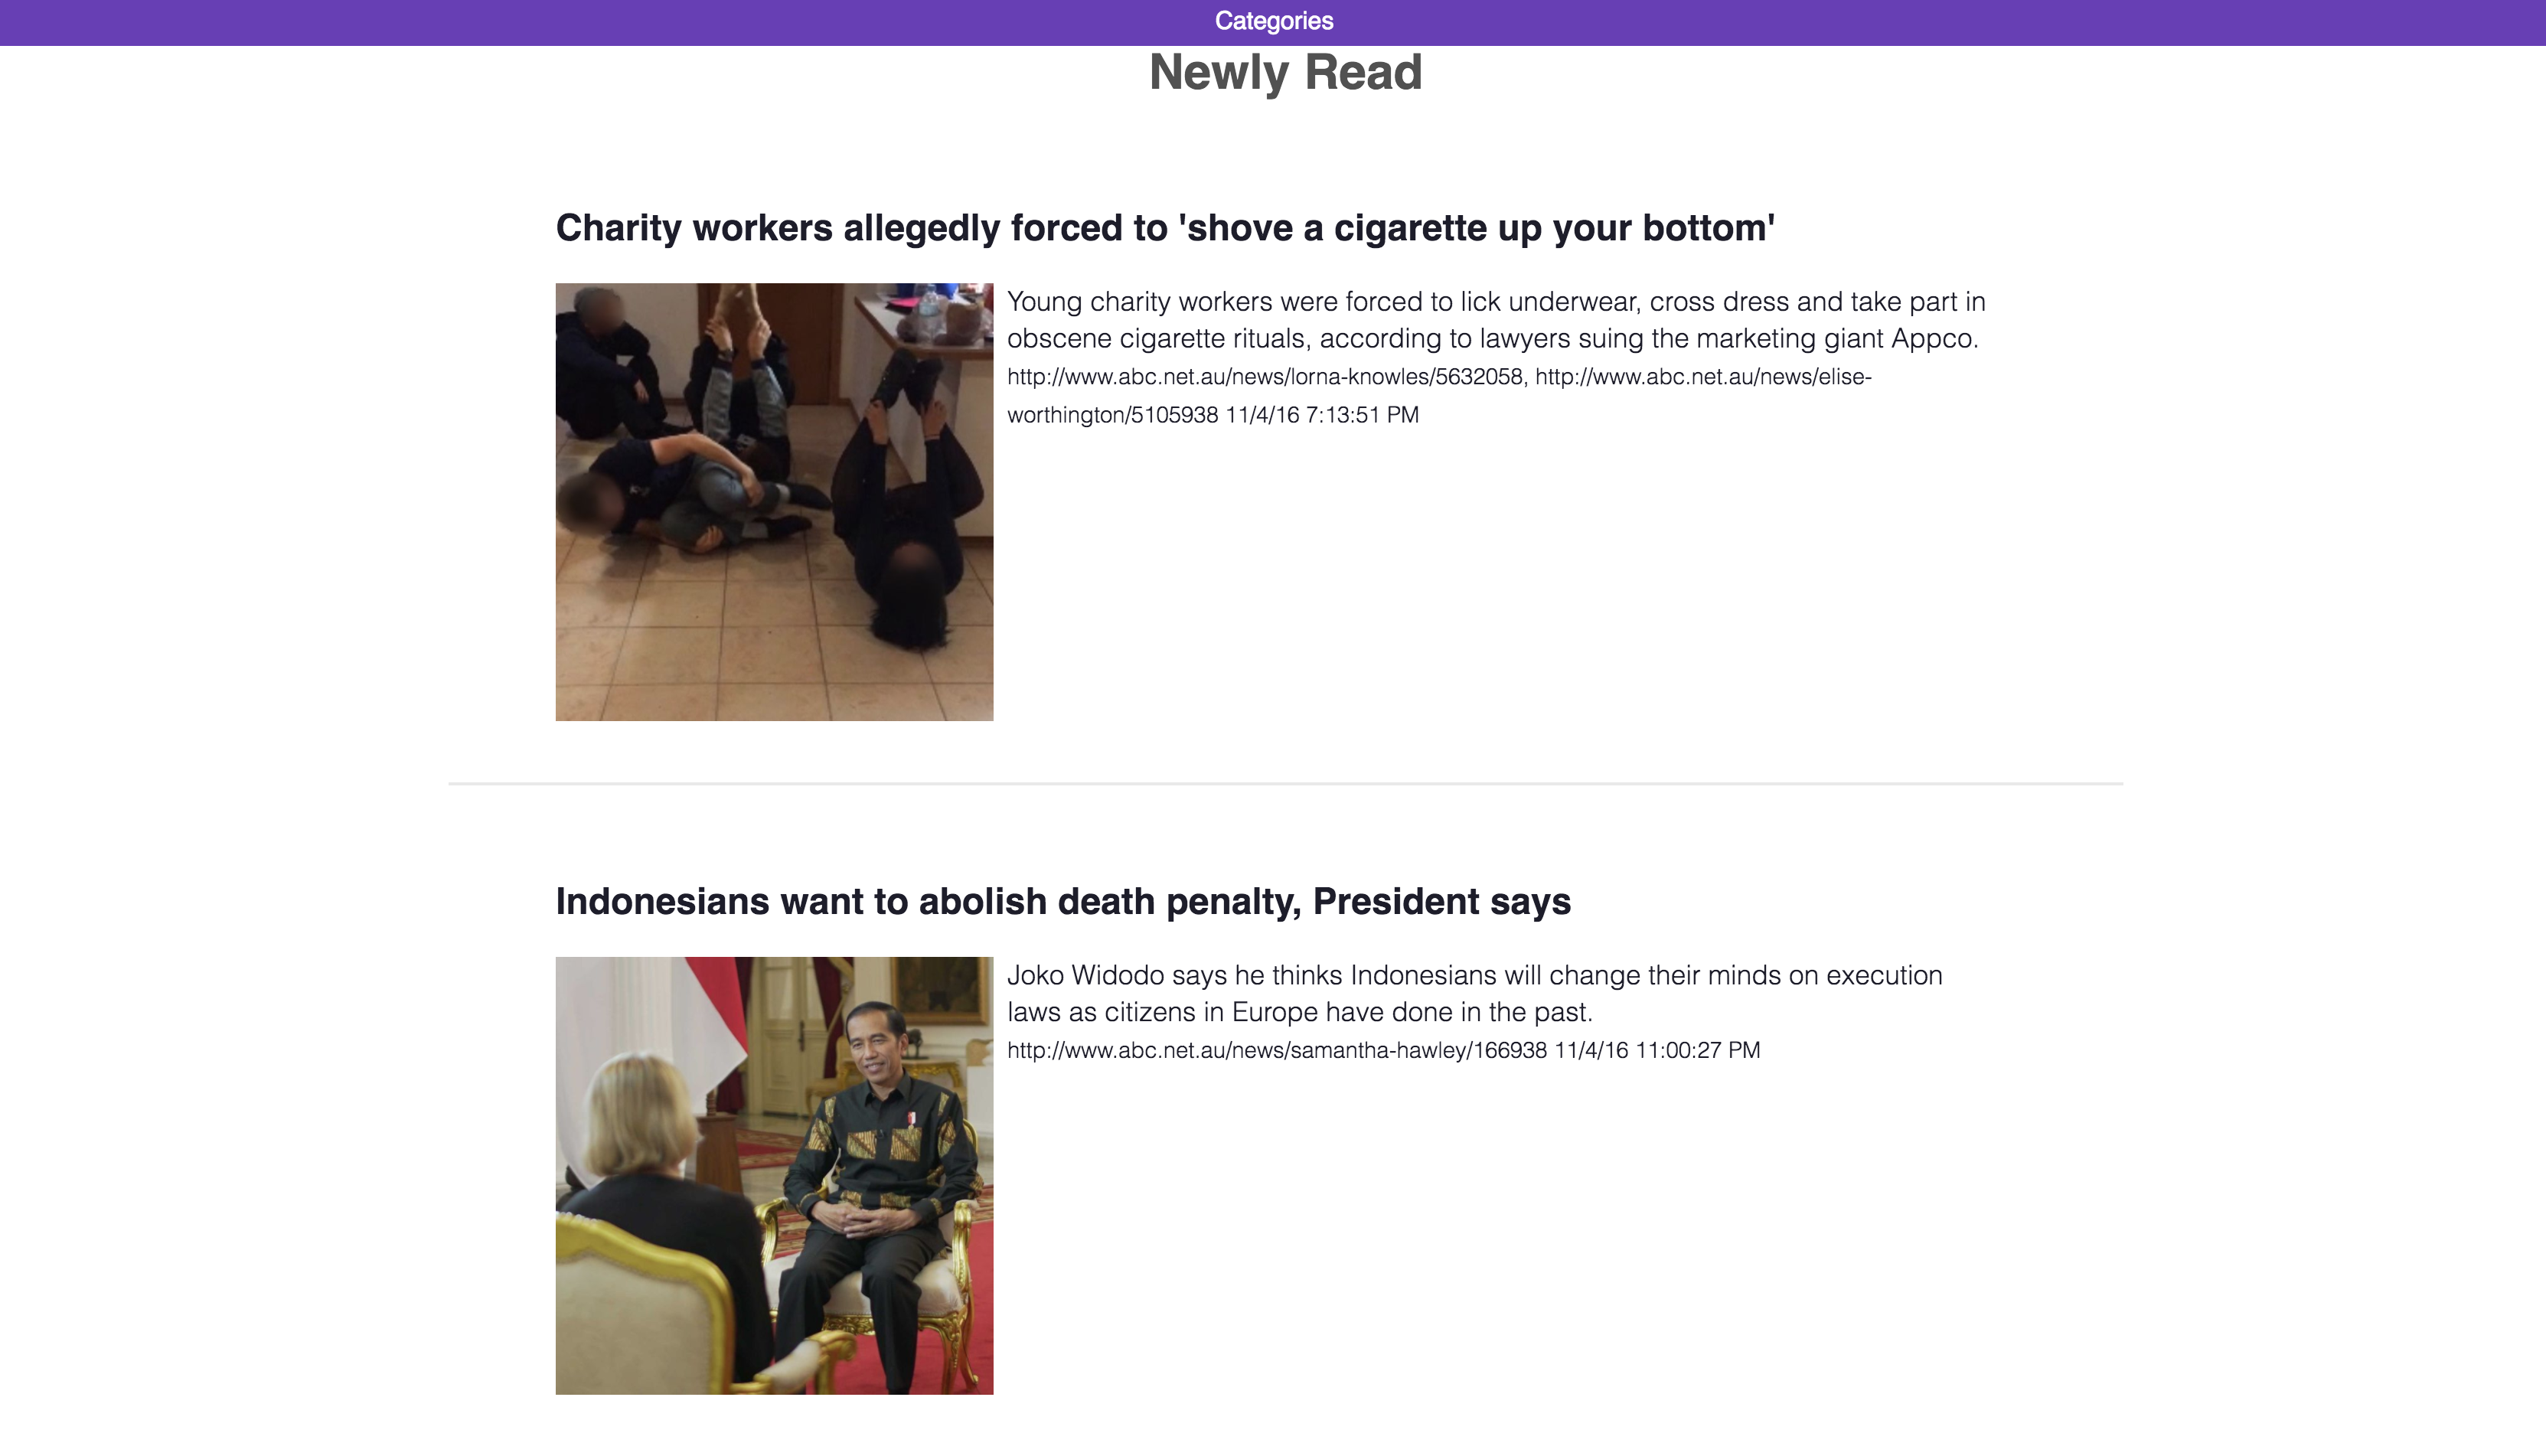 Categories
Newly Read
Charity workers allegedly forced to 'shove a cigarette up your bottom'
Young charity workers were forced to lick underwear, cross dress and take part in
obscene cigarette rituals, according to lawyers suing the marketing giant Appco.
http://www.abc.net.au/news/lorna-knowles/5632058, http://www.abc.net.au/news/elise-
worthington/5105938 11/4/16 7:13:51 PM
Indonesians want to abolish death penalty, President says
Joko Widodo says he thinks Indonesians will change their minds on execution
laws as citizens in Europe have done in the past.
http://www.abc.net.au/news/samantha-hawley/166938 11/4/16 11:00:27 PM